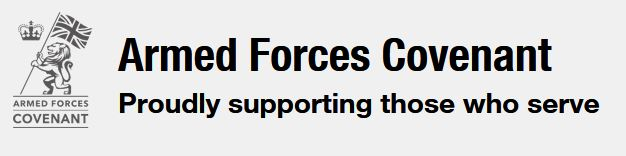 ARMED FORCES
COVENANT
Armed Forces Covenant
Proudly supporting those who serve